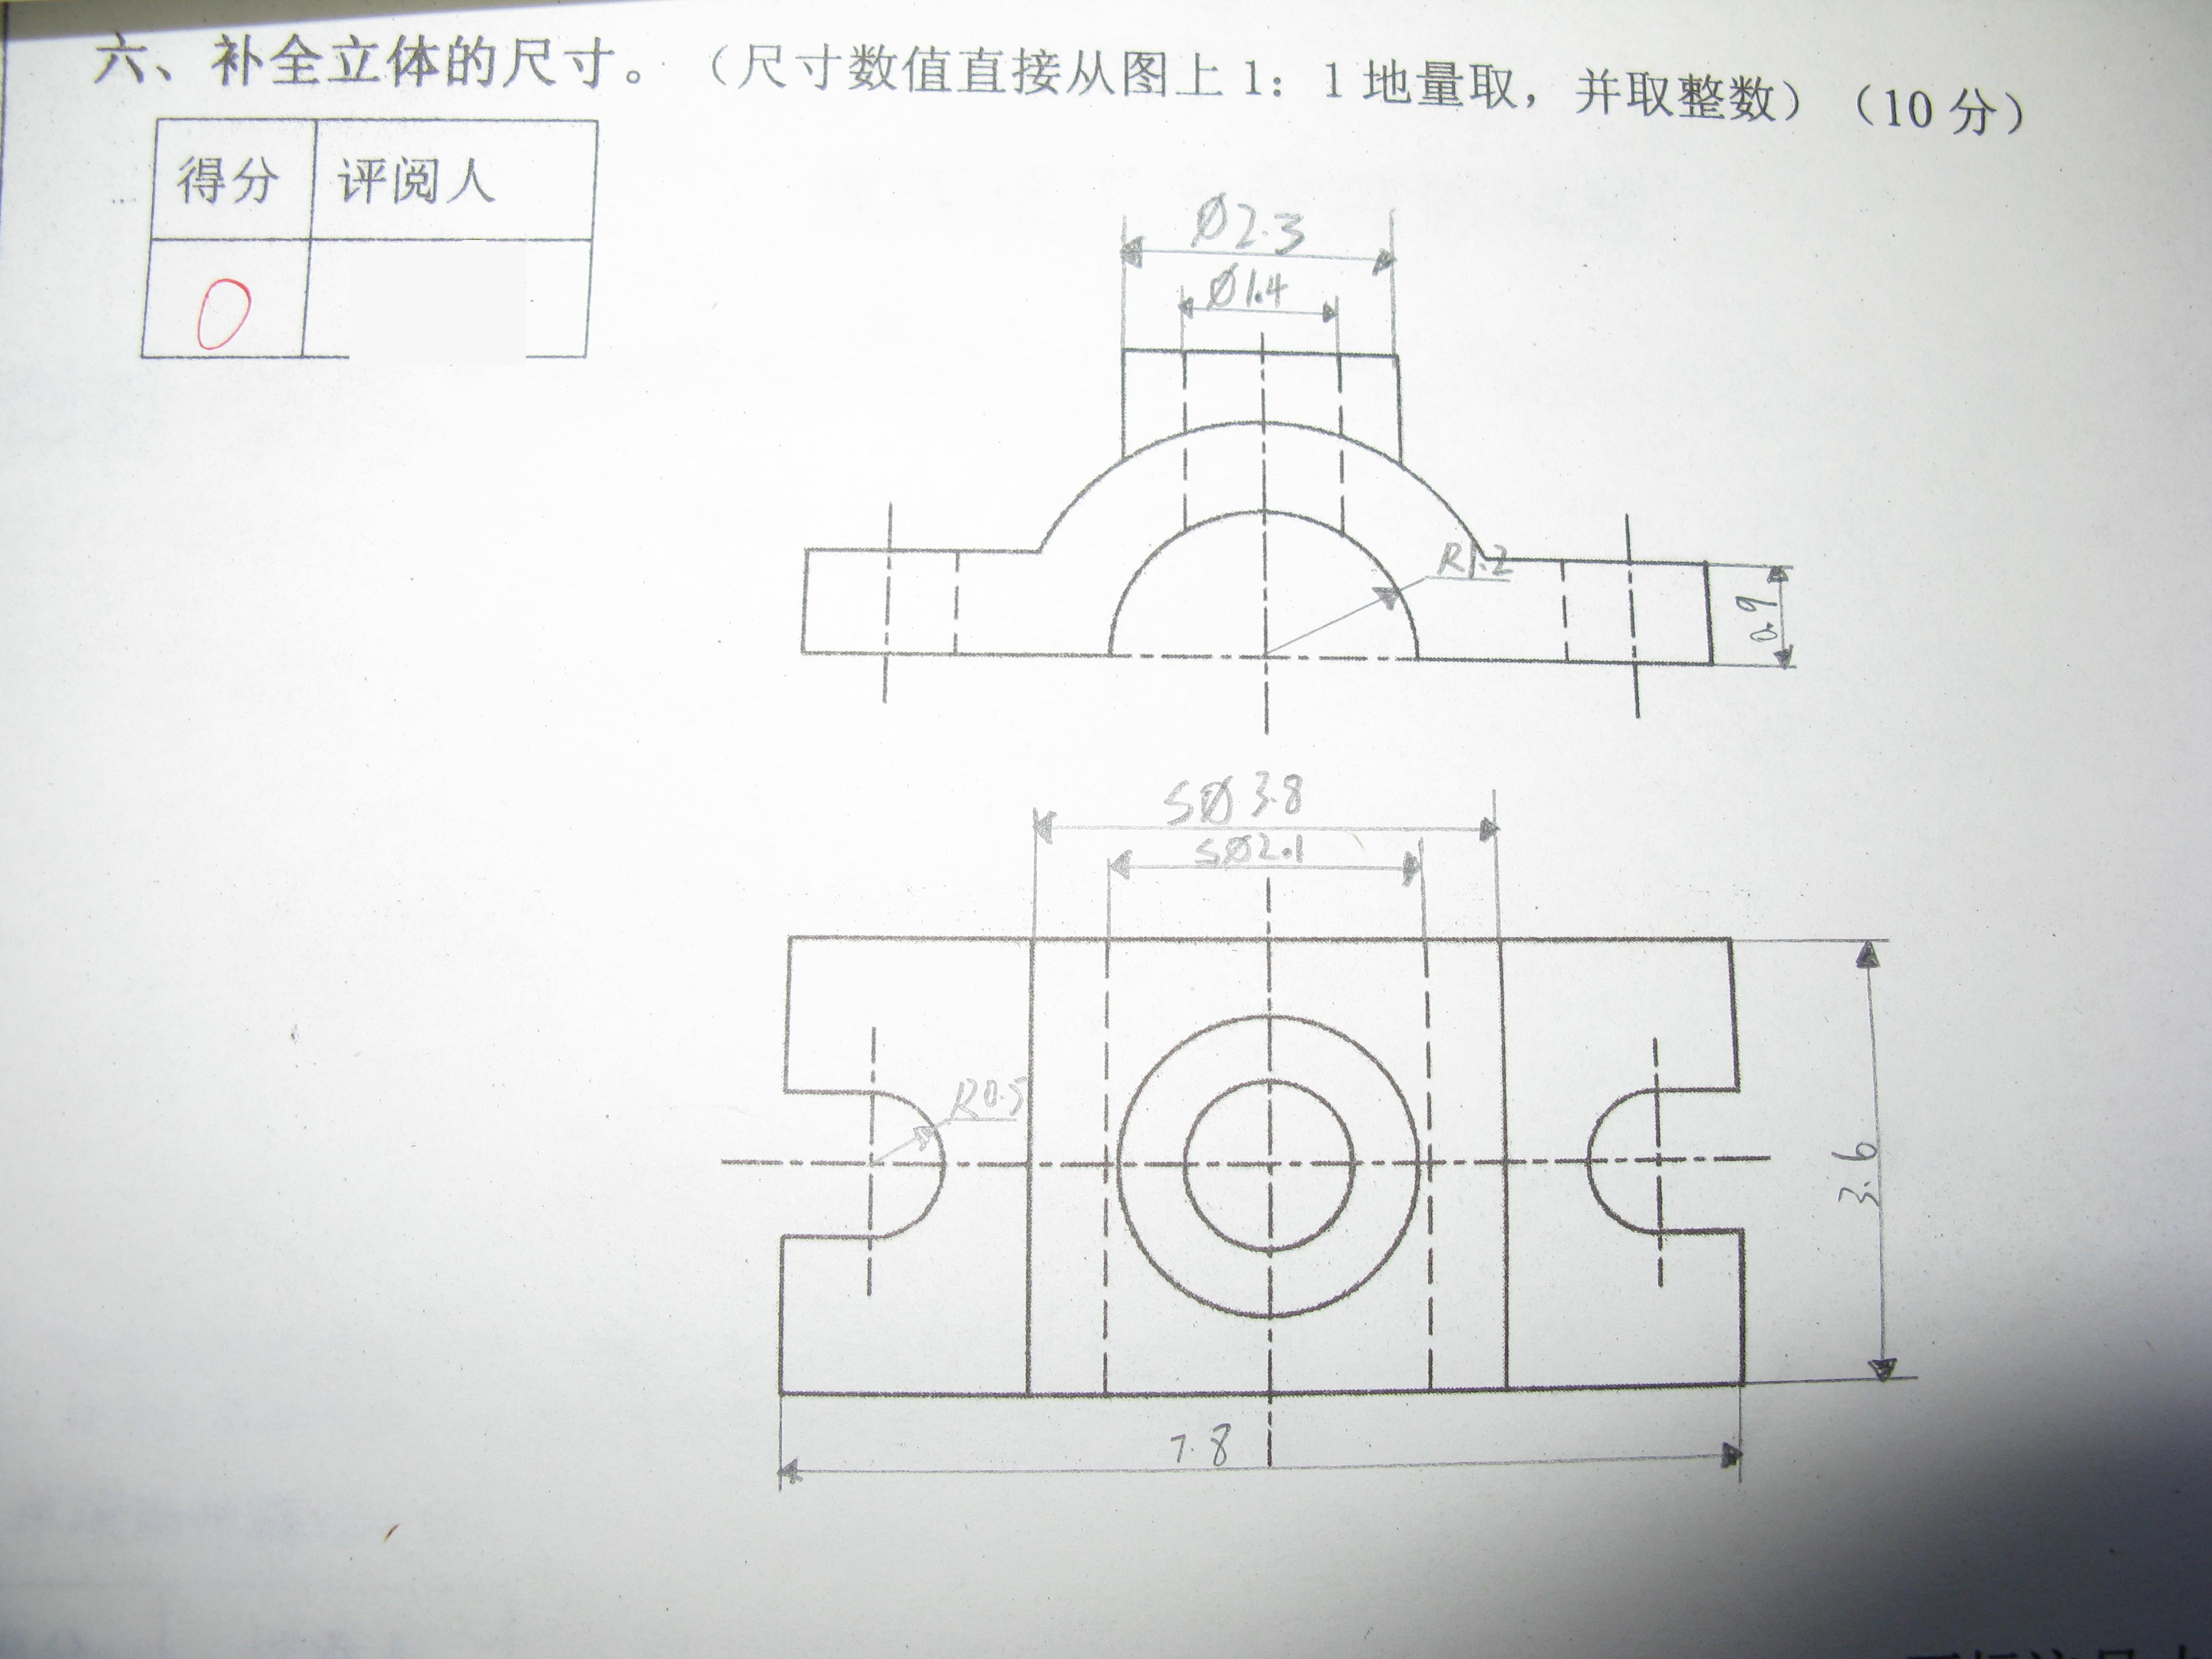 六、补全立体的尺寸。（尺寸数值直接从图上 1：1 地量取，并取整数）（10 分）
得分 评阅人
0
Ø2.3
Ø1.4
R1.2
0.9
SØ3.8
SØ2.1
R0.5
7.8
3.6